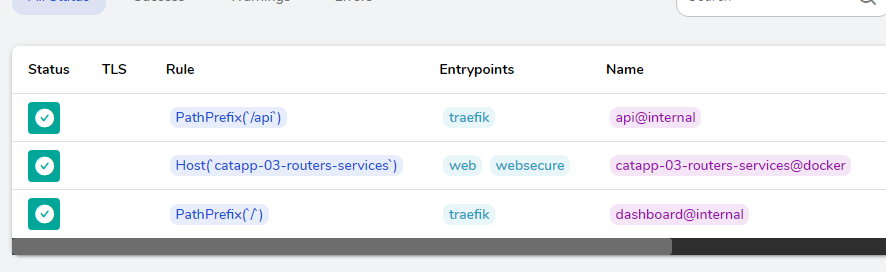 All Status Success Warnings Errors Search
Status TLS Rule Entrypoints Name
PathPrefix(`/api`) traefik api@internal
Host(`catapp-03-routers-services`) web websecure catapp-03-routers-services@docker
PathPrefix(`/`) traefik dashboard@internal